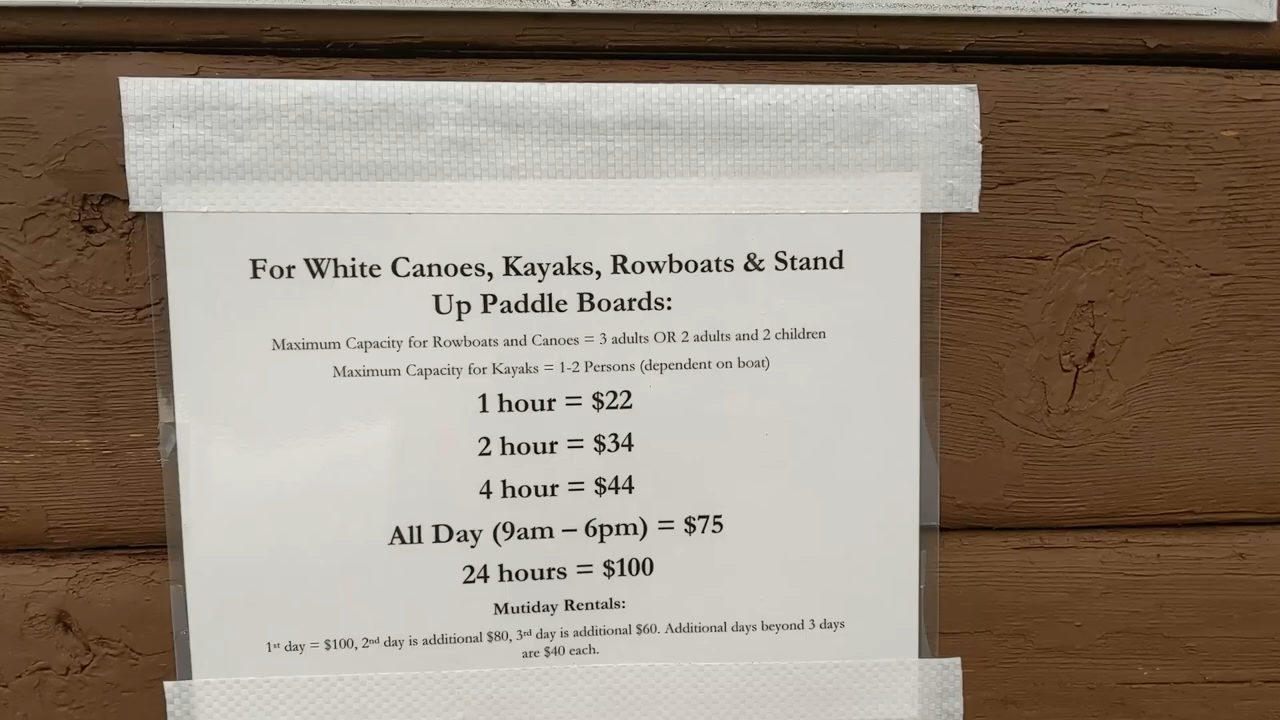 For White Canoes, Kayaks, Rowboats & Stand
Up Paddle Boards:
Maximum Capacity for Rowboats and Canoes = 3 adults OR 2 adults and 2 children
Maximum Capacity for Kayaks = 1-2 Persons (dependent on boat)
1 hour = $22
2 hour = $34
4 hour = $44
All Day (9am – 6pm) = $75
24 hours = $100
Mutiday Rentals:
1st day = $100, 2nd day is additional $80, 3rd day is additional $60. Additional days beyond 3 days
are $40 each.